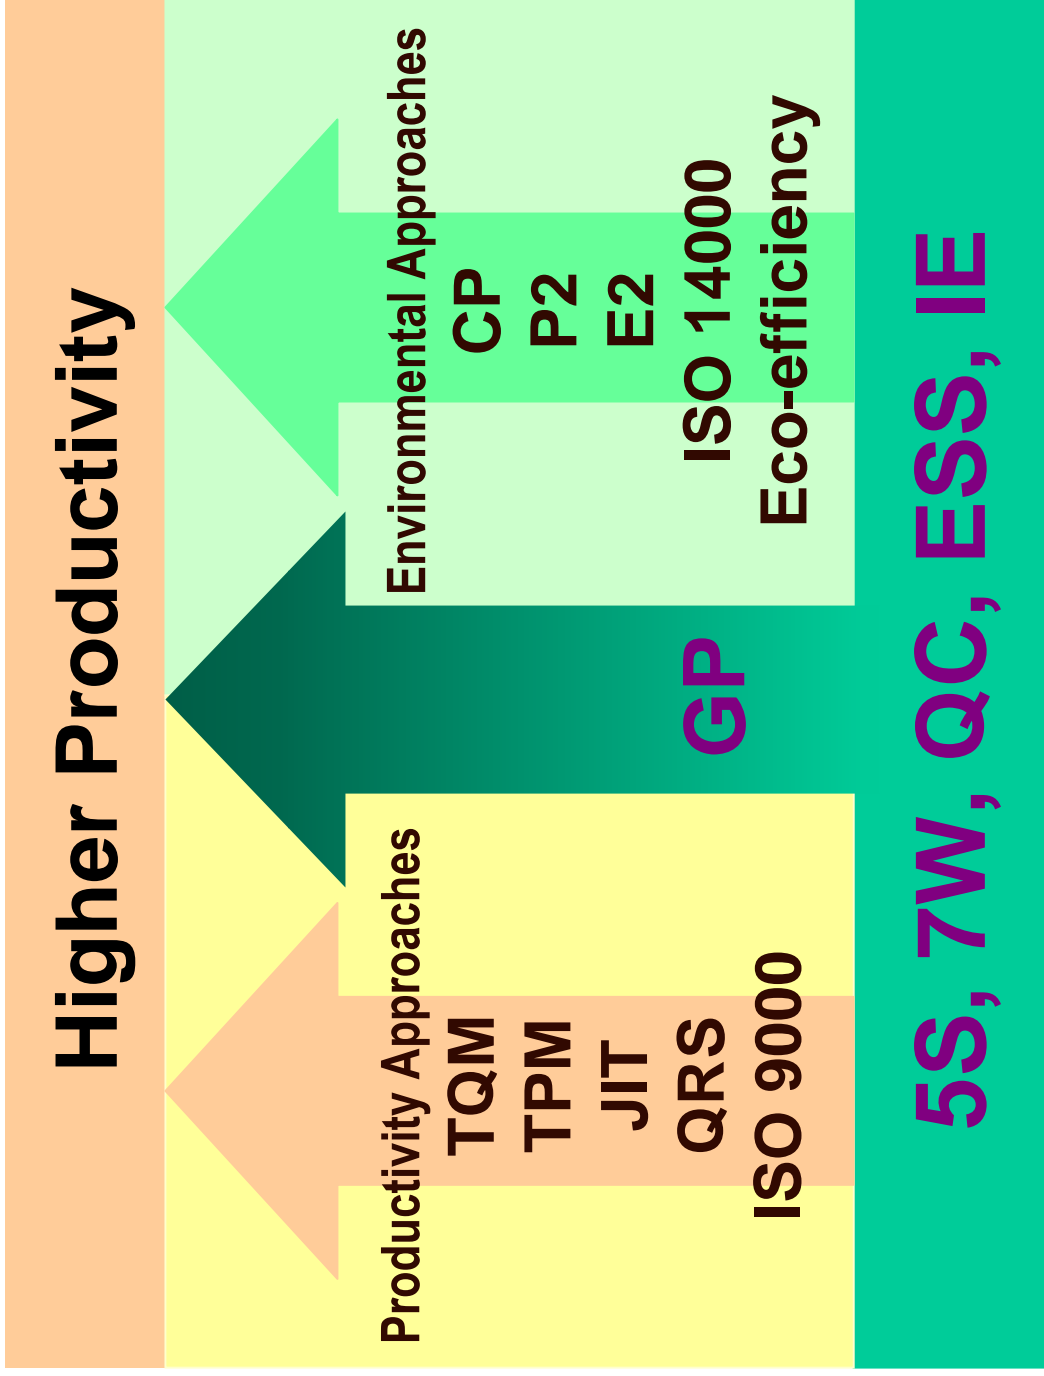 Higher Productivity
Productivity Approaches
TQM
TPM
JIT
QRS
ISO 9000
GP
Environmental Approaches
CP
P2
E2
ISO 14000
Eco-efficiency
5S, 7W, QC, ESS, IE